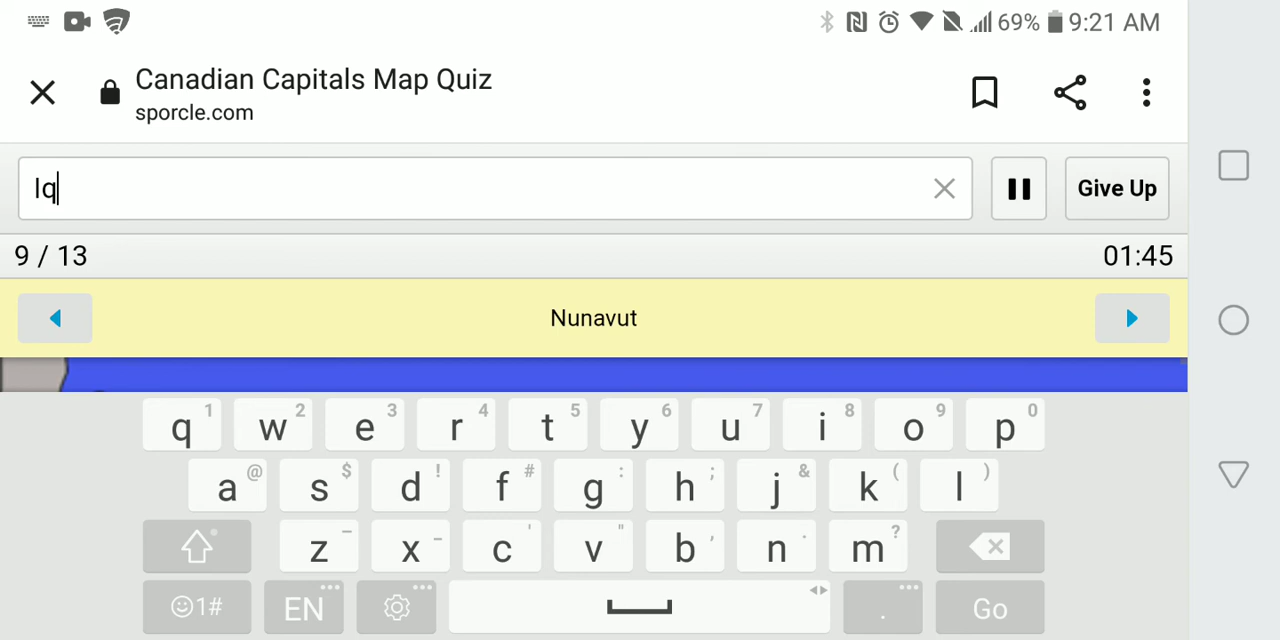 69% 9:21 AM
Canadian Capitals Map Quiz
sporcle.com
Iq
Give Up
9 / 13
01:45
Nunavut
q 1 w 2 e 3 r 4 t 5 y 6 u 7 i 8 o 9 p 0
a @ s $ d ! f # g : h ; j & k ( l )
z – x - c ' v " b , n . m ?
1# EN . Go